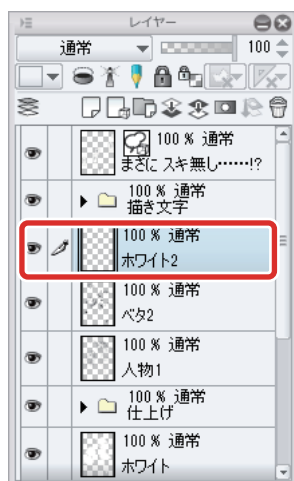 レイヤー
通常 100
100 % 通常
まさに スキ無し……!?
100 % 通常
描き文字
100 % 通常
ホワイト2
100 % 通常
ベタ2
100 % 通常
人物1
100 % 通常
仕上げ
100 % 通常
ホワイト